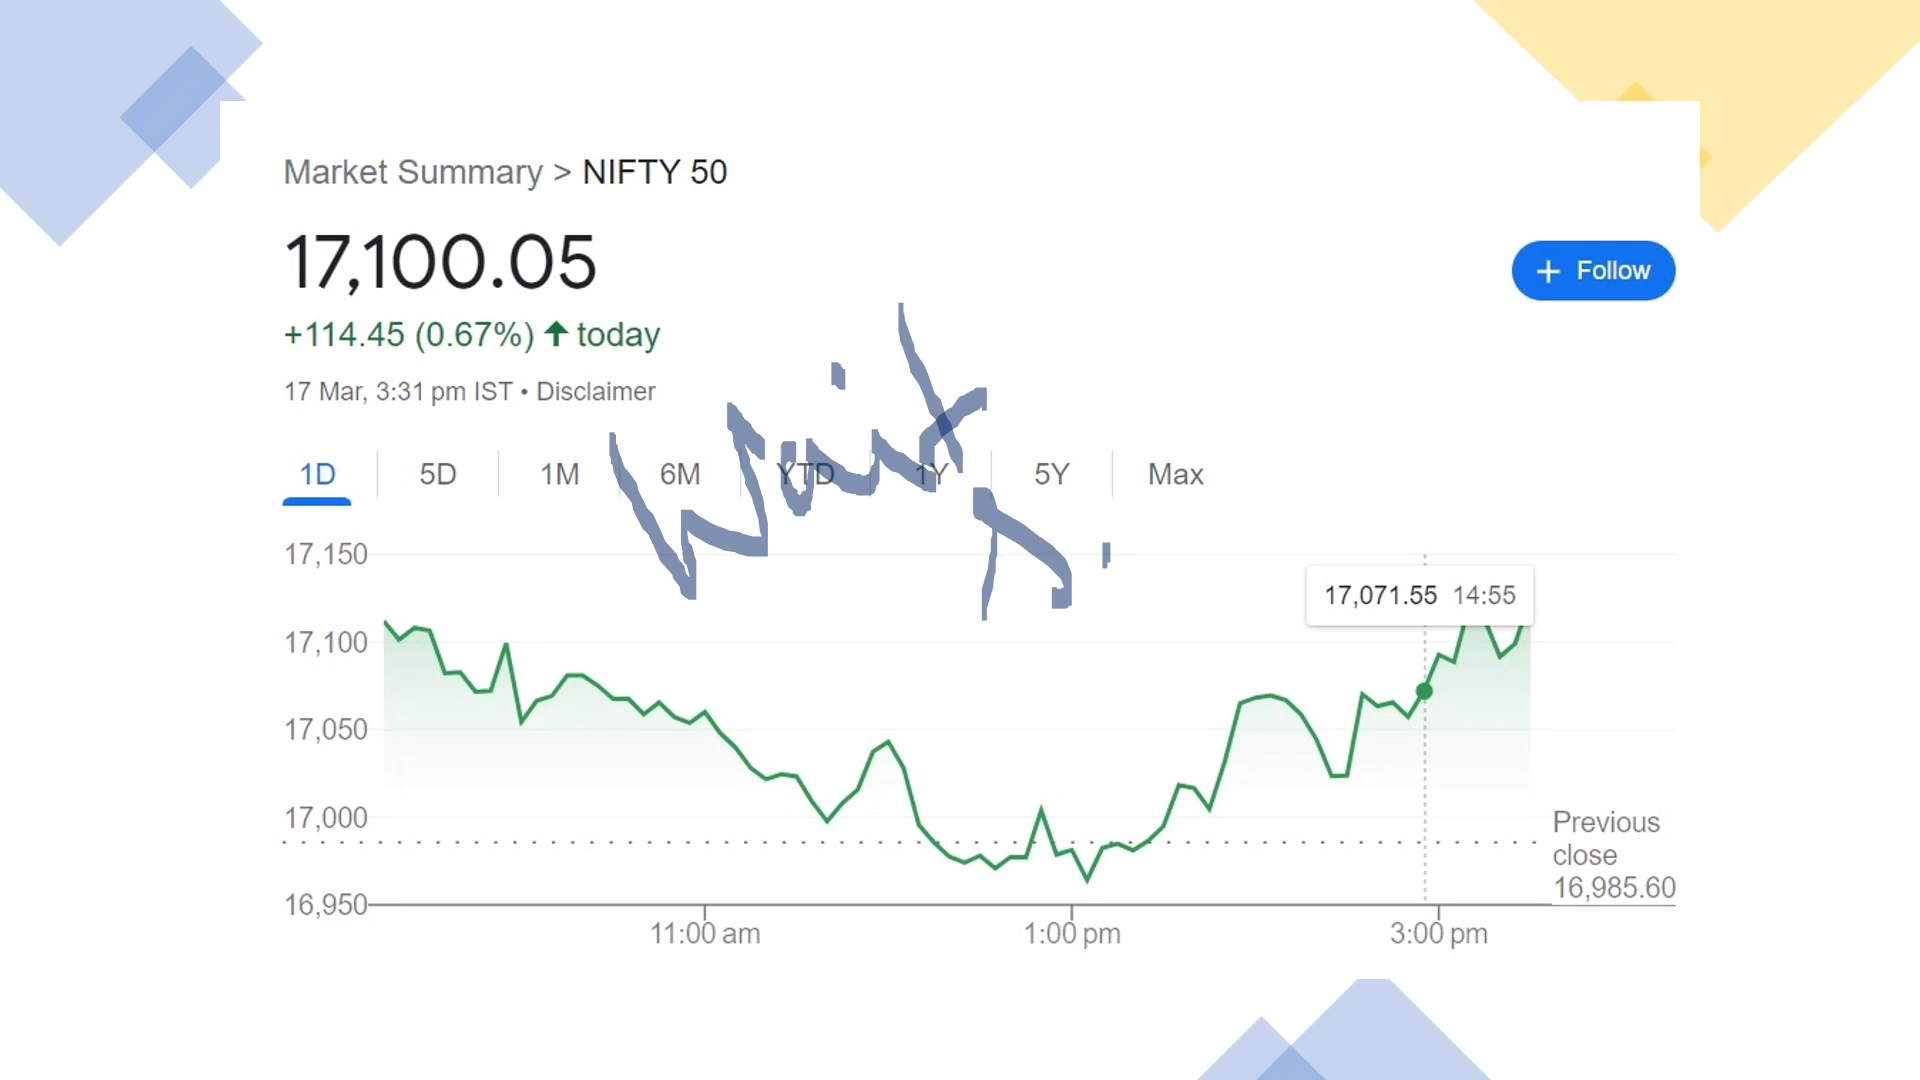 Market Summary > NIFTY 50
17,100.05
+ Follow
+114.45 (0.67%) ↑ today
17 Mar, 3:31 pm IST • Disclaimer
1D 5D 1M 6M YTD 1Y 5Y Max
17,150
17,071.55 14:55
17,100
17,050
17,000
Previous
close
16,985.60
16,950
11:00 am 1:00 pm 3:00 pm